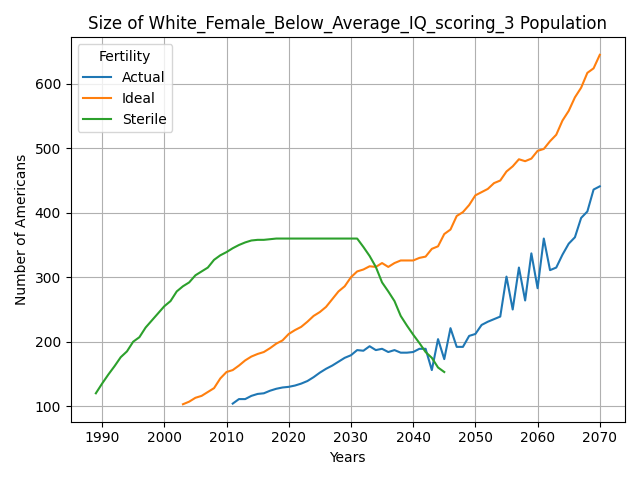 Size of White_Female_Below_Average_IQ_scoring_3 Population
Fertility
Actual
Ideal
Sterile
Number of Americans
600
500
400
300
200
100
1990 2000 2010 2020 2030 2040 2050 2060 2070
Years